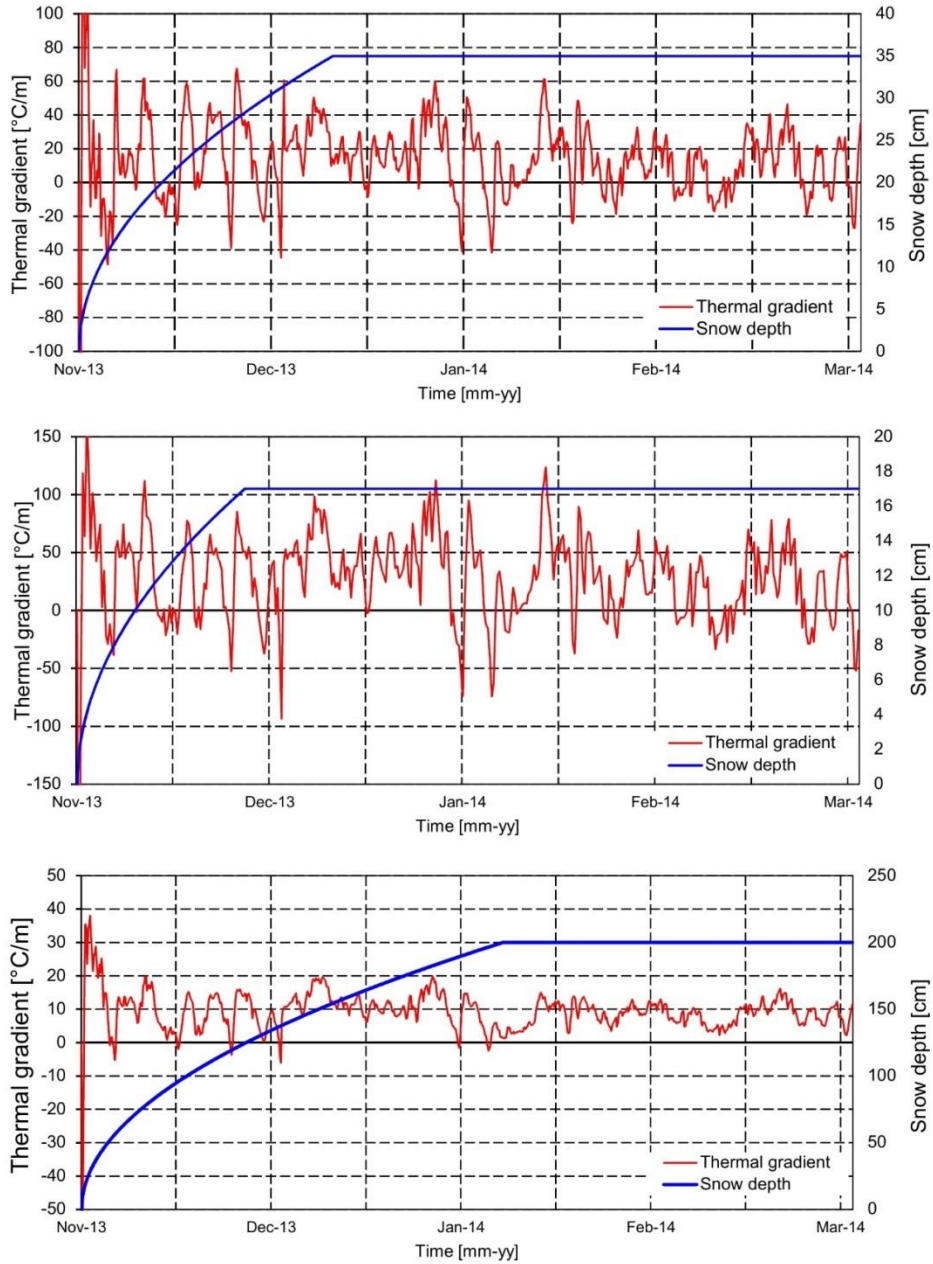 100 40
80 35
60 30
40 25
20
0 20
-20 15
-40 10
-60
-80 5
-100 0
Thermal gradient [°C/m]
Snow depth [cm]
Thermal gradient
Snow depth
Nov-13 Dec-13 Jan-14 Feb-14 Mar-14
Time [mm-yy]
150 20
18
100 16
14
50 12
0 10
8
-50 6
-100 4
2
-150 0
Thermal gradient [°C/m]
Snow depth [cm]
Thermal gradient
Snow depth
Nov-13 Dec-13 Jan-14 Feb-14 Mar-14
Time [mm-yy]
50 250
40
30 200
20
10 150
0
-10 100
-20
-30 50
-40
-50 0
Thermal gradient [°C/m]
Snow depth [cm]
Thermal gradient
Snow depth
Nov-13 Dec-13 Jan-14 Feb-14 Mar-14
Time [mm-yy]